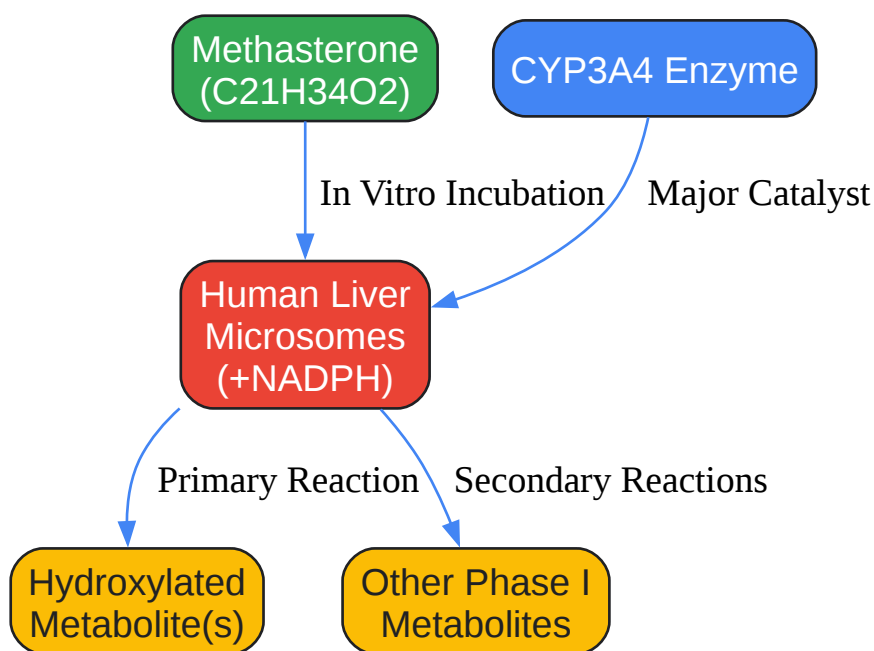 Methasterone
(C21H34O2)
CYP3A4 Enzyme
In Vitro Incubation
Major Catalyst
Human Liver
Microsomes
(+NADPH)
Primary Reaction
Secondary Reactions
Hydroxylated
Metabolite(s)
Other Phase I
Metabolites